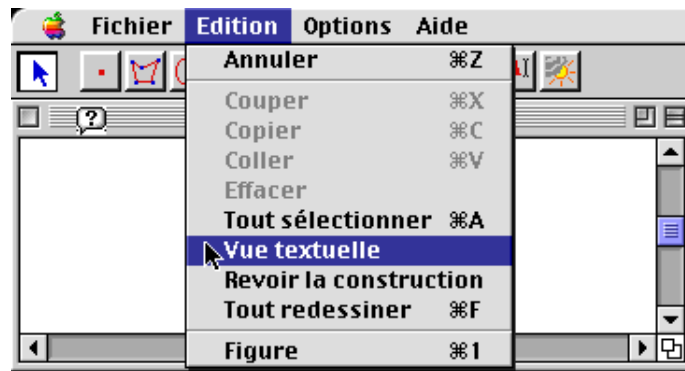 Fichier Edition Options Aide
Annuler ⌘Z
Couper ⌘X
Copier ⌘C
Coller ⌘V
Effacer
Tout sélectionner ⌘A
Vue textuelle
Revoir la construction
Tout redessiner ⌘F
Figure ⌘1